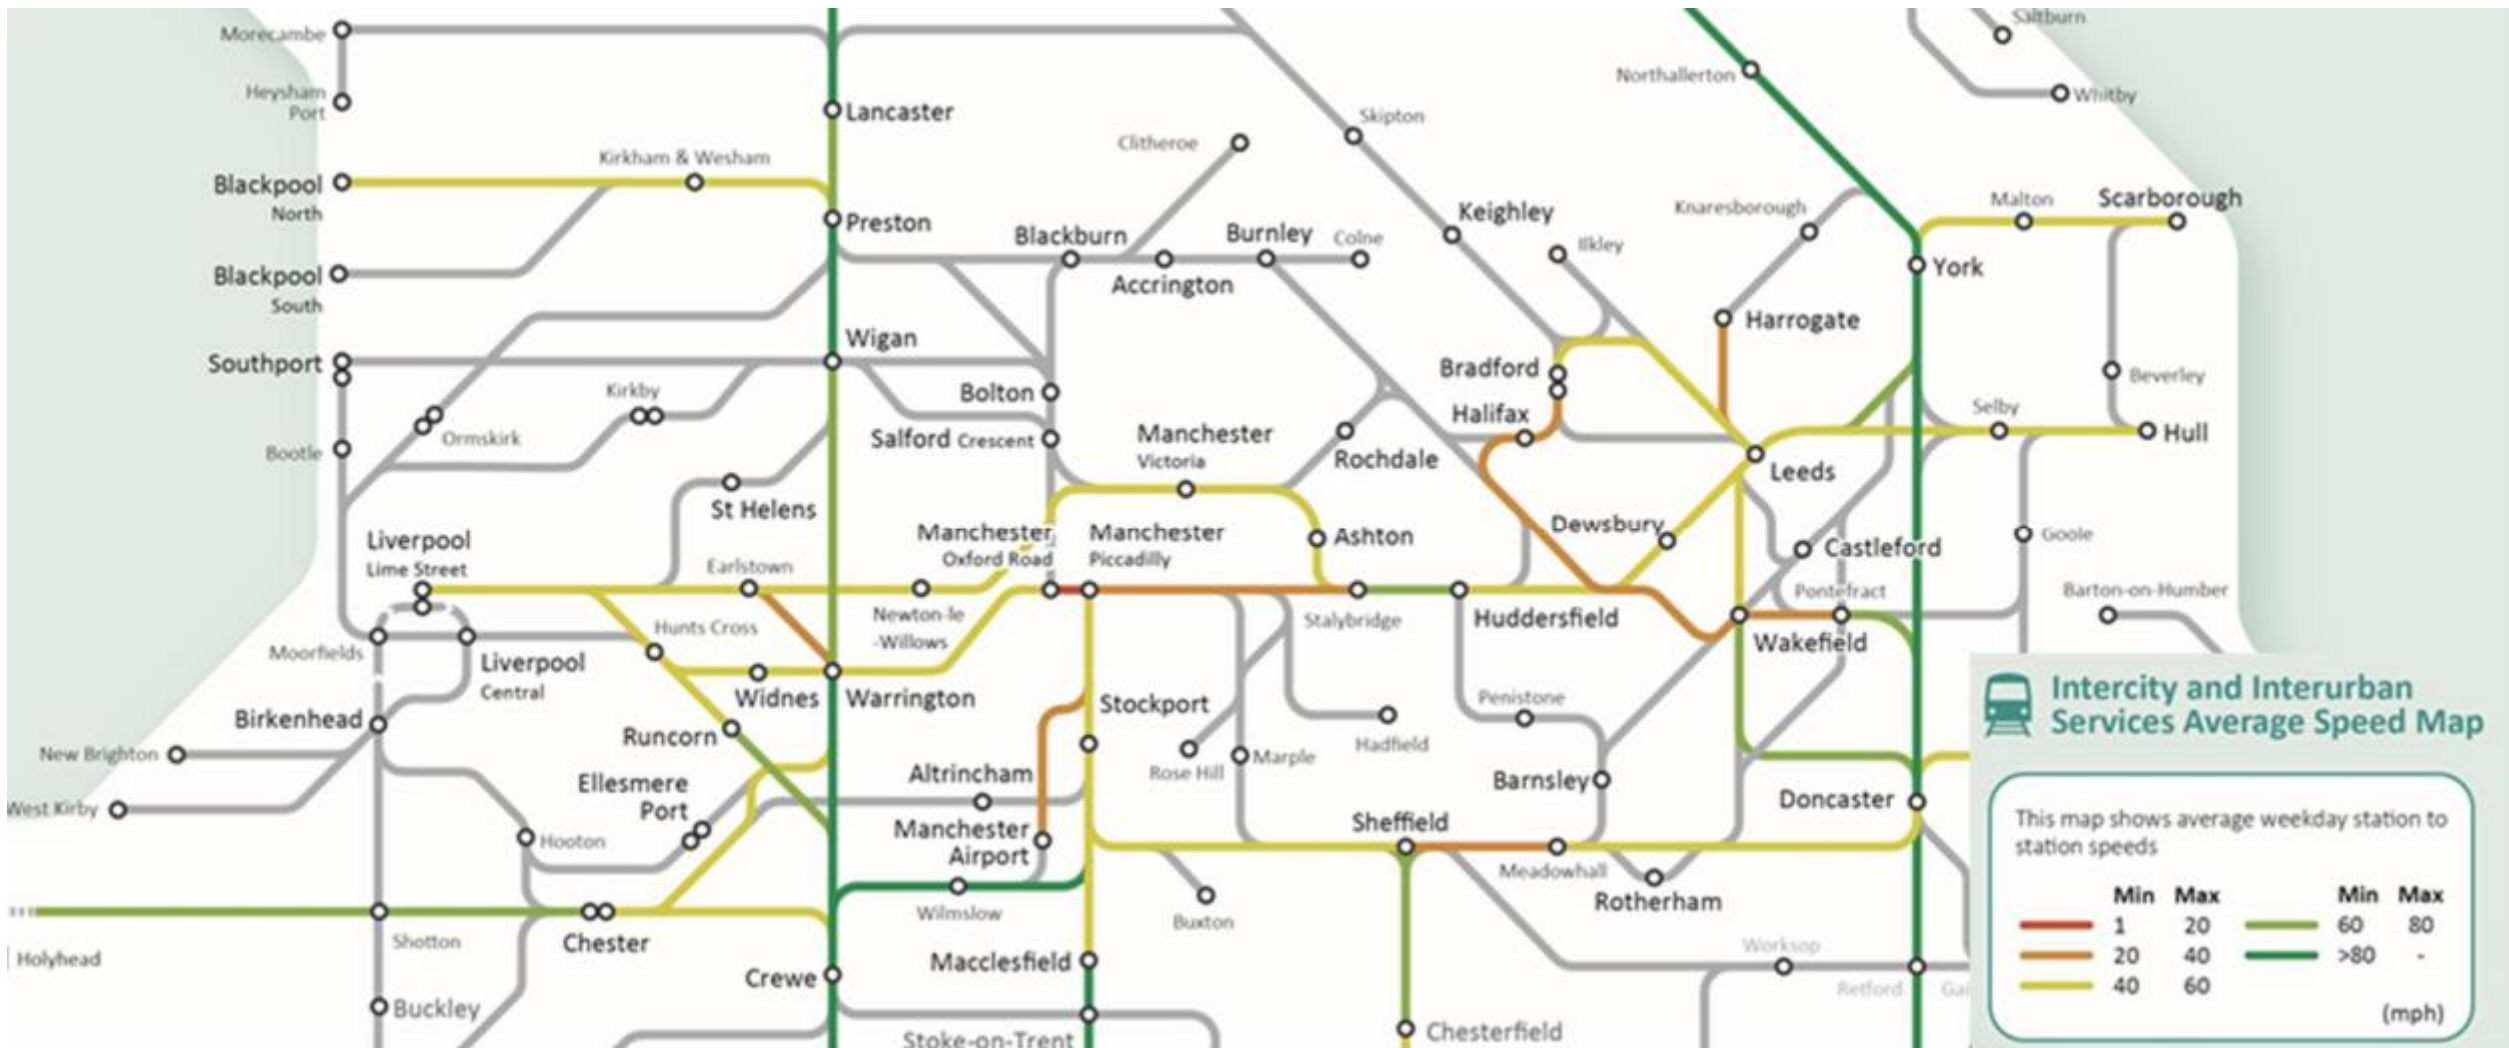 Morecambe
Heysham
Port
Lancaster
Kirkham & Wesham
Blackpool
North
Preston
Blackpool
South
Southport
Wigan
Kirkby
Ormskirk
Bootle
St Helens
Liverpool
Lime Street
Earlstown
Newton-le
-Willows
Hunts Cross
Moorfields
Liverpool
Central
Birkenhead
New Brighton
West Kirby
Widnes
Warrington
Runcorn
Ellesmere
Port
Hooton
Chester
Shotton
Holyhead
Buckley
Crewe
Clitheroe
Skipton
Blackburn
Accrington
Burnley
Colne
Keighley
Ilkley
Bolton
Salford Crescent
Manchester
Victoria
Rochdale
Manchester
Oxford Road
Manchester
Piccadilly
Ashton
Stalybridge
Huddersfield
Bradford
Halifax
Dewsbury
Stockport
Altrincham
Manchester
Airport
Wilmslow
Macclesfield
Stoke-on-Trent
Rose Hill
Marple
Hadfield
Buxton
Penistone
Barnsley
Sheffield
Meadowhall
Rotherham
Chesterfield
Worksop
Retford
Gai
Doncaster
Northallerton
Saltburn
Whitby
Knaresborough
Harrogate
Malton
Scarborough
York
Beverley
Selby
Hull
Leeds
Castleford
Pontefract
Wakefield
Goole
Barton-on-Humber
Intercity and Interurban
Services Average Speed Map
This map shows average weekday station to
station speeds
Min Max Min Max
1 20 60 80
20 40 >80 -
40 60
(mph)